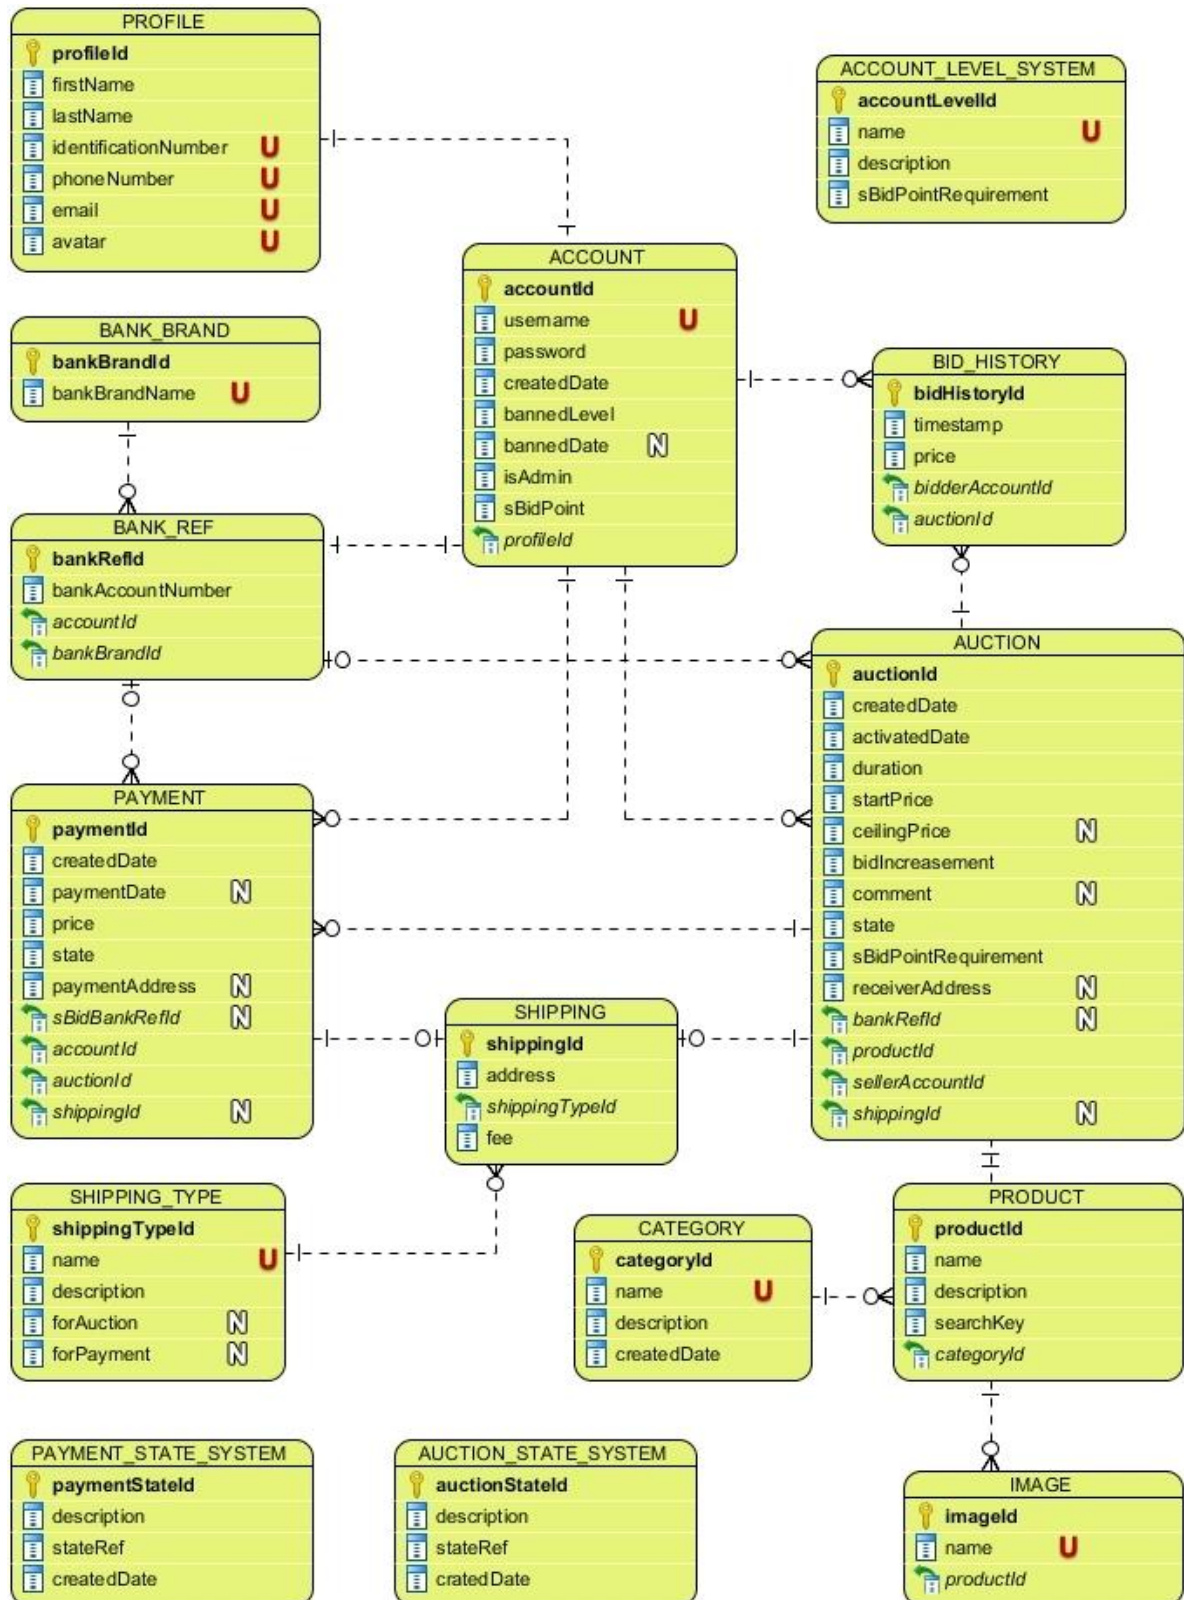 PROFILE
profileId
firstName
lastName
identificationNumber U
phoneNumber U
email U
avatar U
ACCOUNT_LEVEL_SYSTEM
accountLevelId
name U
description
sBidPointRequirement
ACCOUNT
accountId
username U
password
createdDate
bannedLevel
bannedDate N
isAdmin
sBidPoint
profileId
BANK_BRAND
bankBrandId
bankBrandName U
BID_HISTORY
bidHistoryId
timestamp
price
bidderAccountId
auctionId
BANK_REF
bankRefId
bankAccountNumber
accountId
bankBrandId
AUCTION
auctionId
createdDate
activatedDate
duration
startPrice
ceilingPrice N
bidIncreasement
comment N
state
sBidPointRequirement
receiverAddress N
bankRefId N
productId
sellerAccountId
shippingId N
PAYMENT
paymentId
createdDate
paymentDate N
price
state
paymentAddress N
sBidBankRefId N
accountId
auctionId
shippingId N
SHIPPING
shippingId
address
shippingTypeId
fee
SHIPPING_TYPE
shippingTypeId
name U
description
forAuction N
forPayment N
CATEGORY
categoryId
name U
description
createdDate
PRODUCT
productId
name
description
searchKey
categoryId
PAYMENT_STATE_SYSTEM
paymentStateId
description
stateRef
createdDate
AUCTION_STATE_SYSTEM
auctionStateId
description
stateRef
cratedDate
IMAGE
imageId
name U
productId